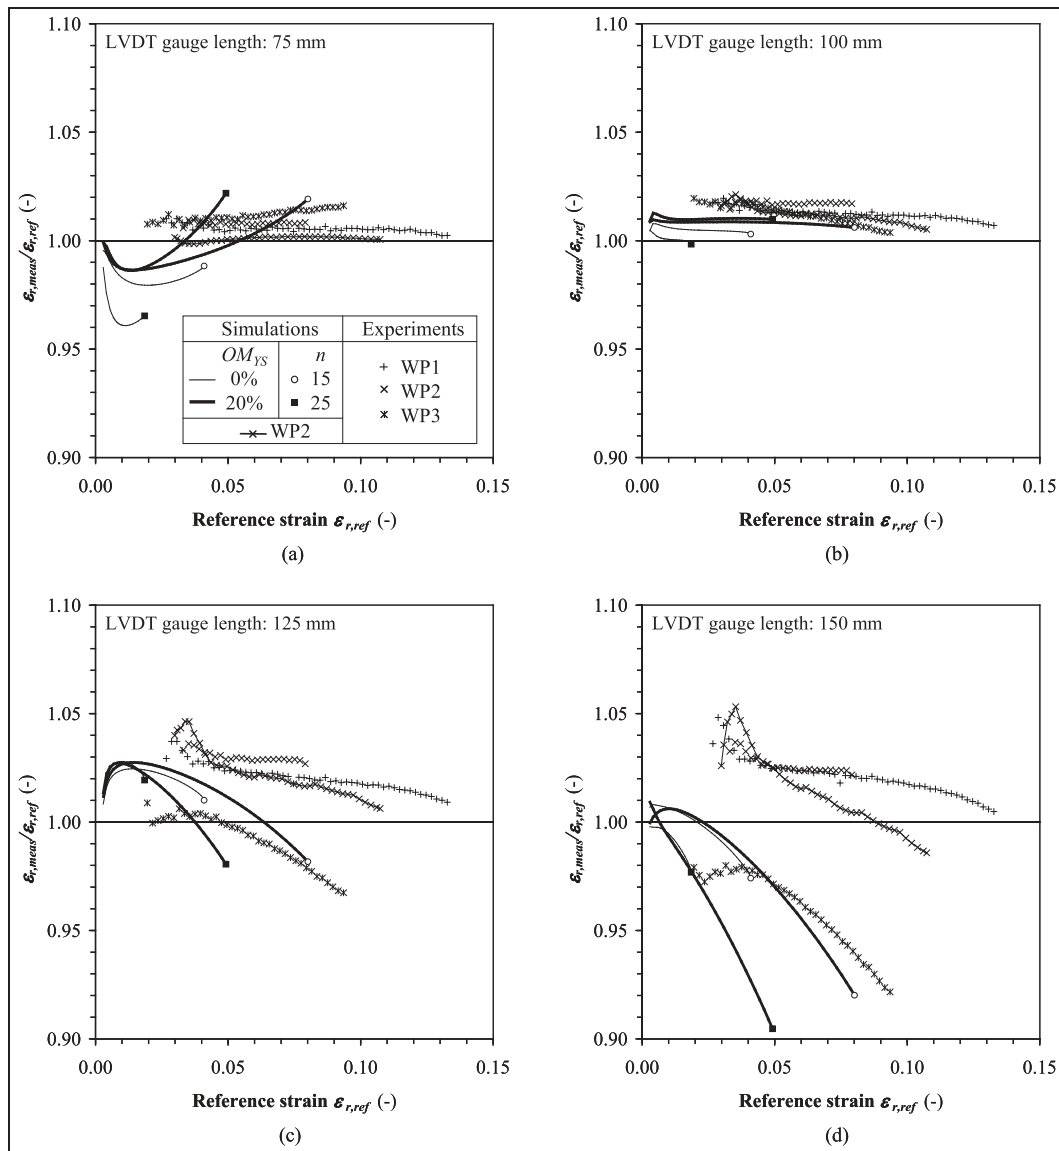 1.10
LVDT gauge length: 75 mm
1.05
1.00
0.95
0.90
εr,meas/εr,ref (-)
Simulations
Experiments
OMYS
n
0%
15
20%
25
WP2
WP1
WP2
WP3
0.00
0.05
0.10
0.15
Reference strain εr,ref (-)
(a)
1.10
LVDT gauge length: 100 mm
1.05
1.00
0.95
0.90
εr,meas/εr,ref (-)
0.00
0.05
0.10
0.15
Reference strain εr,ref (-)
(b)
1.10
LVDT gauge length: 125 mm
1.05
1.00
0.95
0.90
εr,meas/εr,ref (-)
0.00
0.05
0.10
0.15
Reference strain εr,ref (-)
(c)
1.10
LVDT gauge length: 150 mm
1.05
1.00
0.95
0.90
εr,meas/εr,ref (-)
0.00
0.05
0.10
0.15
Reference strain εr,ref (-)
(d)